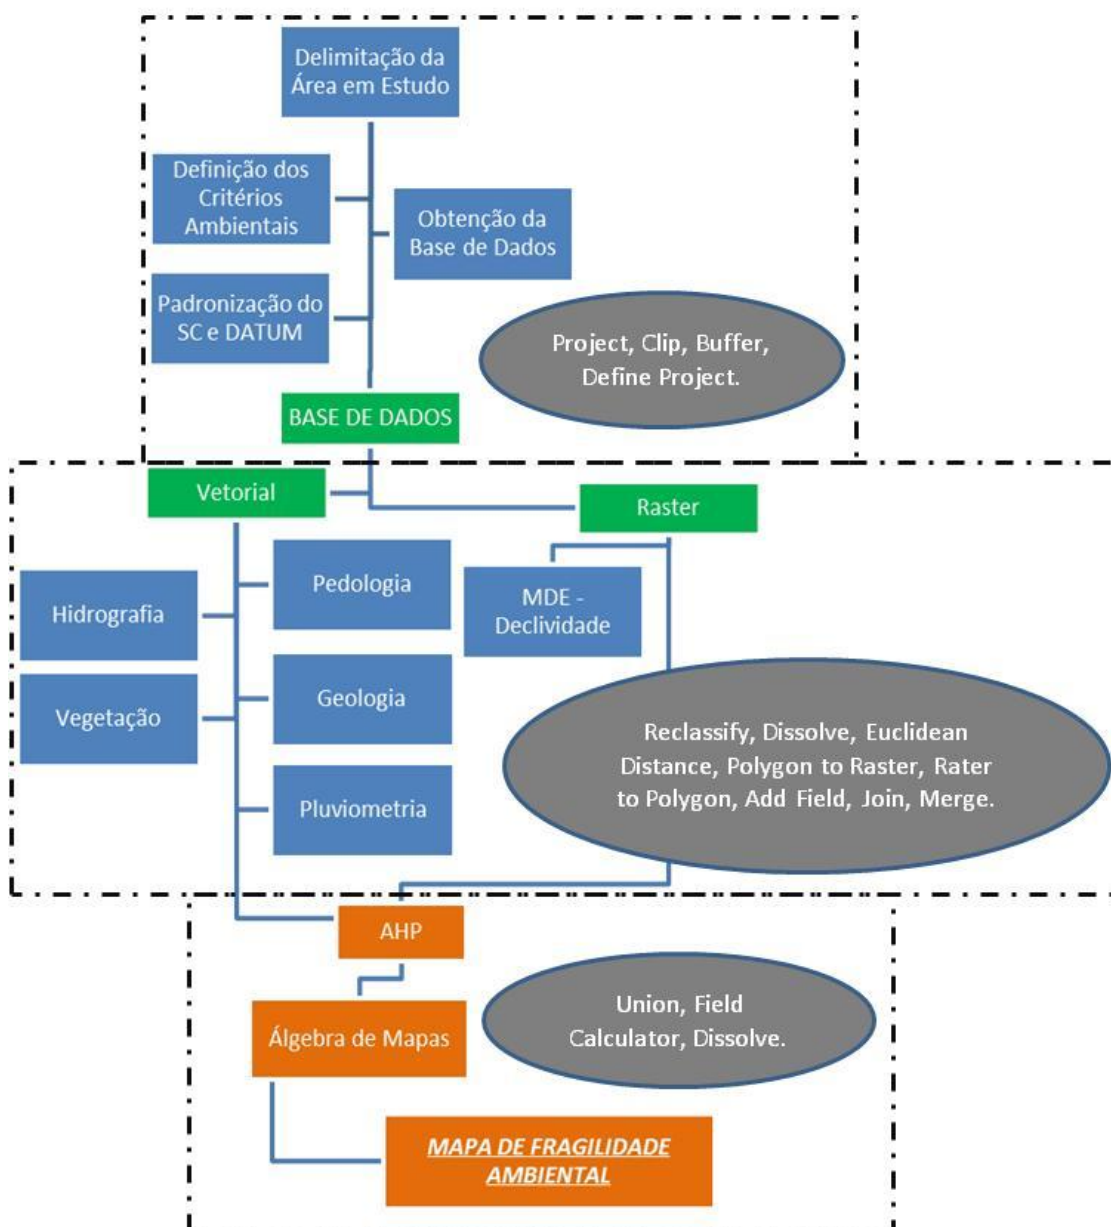 Delimitação da
Área em Estudo
Definição dos
Critérios
Ambientais
Obtenção da
Base de Dados
Padronização do
SC e DATUM
Project, Clip, Buffer,
Define Project.
BASE DE DADOS
Vetorial
Raster
Pedologia
MDE -
Declividade
Hidrografia
Vegetação
Geologia
Pluviometria
Reclassify, Dissolve, Euclidean
Distance, Polygon to Raster, Rater
to Polygon, Add Field, Join, Merge.
AHP
Álgebra de Mapas
Union, Field
Calculator, Dissolve.
MAPA DE FRAGILIDADE
AMBIENTAL